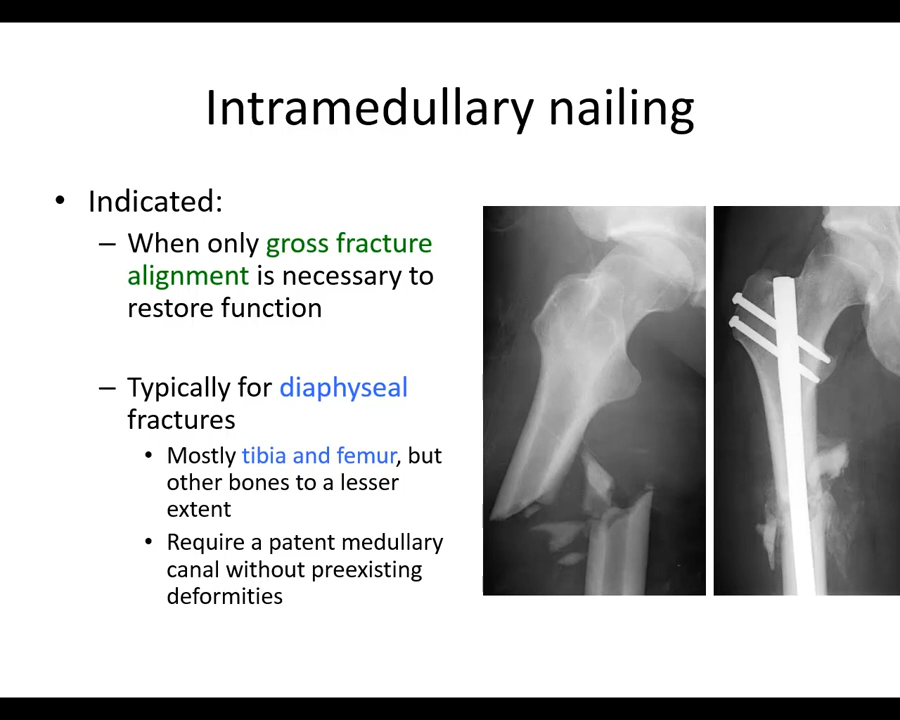 Intramedullary nailing
• Indicated:
– When only gross fracture
alignment is necessary to
restore function
– Typically for diaphyseal
fractures
• Mostly tibia and femur, but
other bones to a lesser
extent
• Require a patent medullary
canal without preexisting
deformities